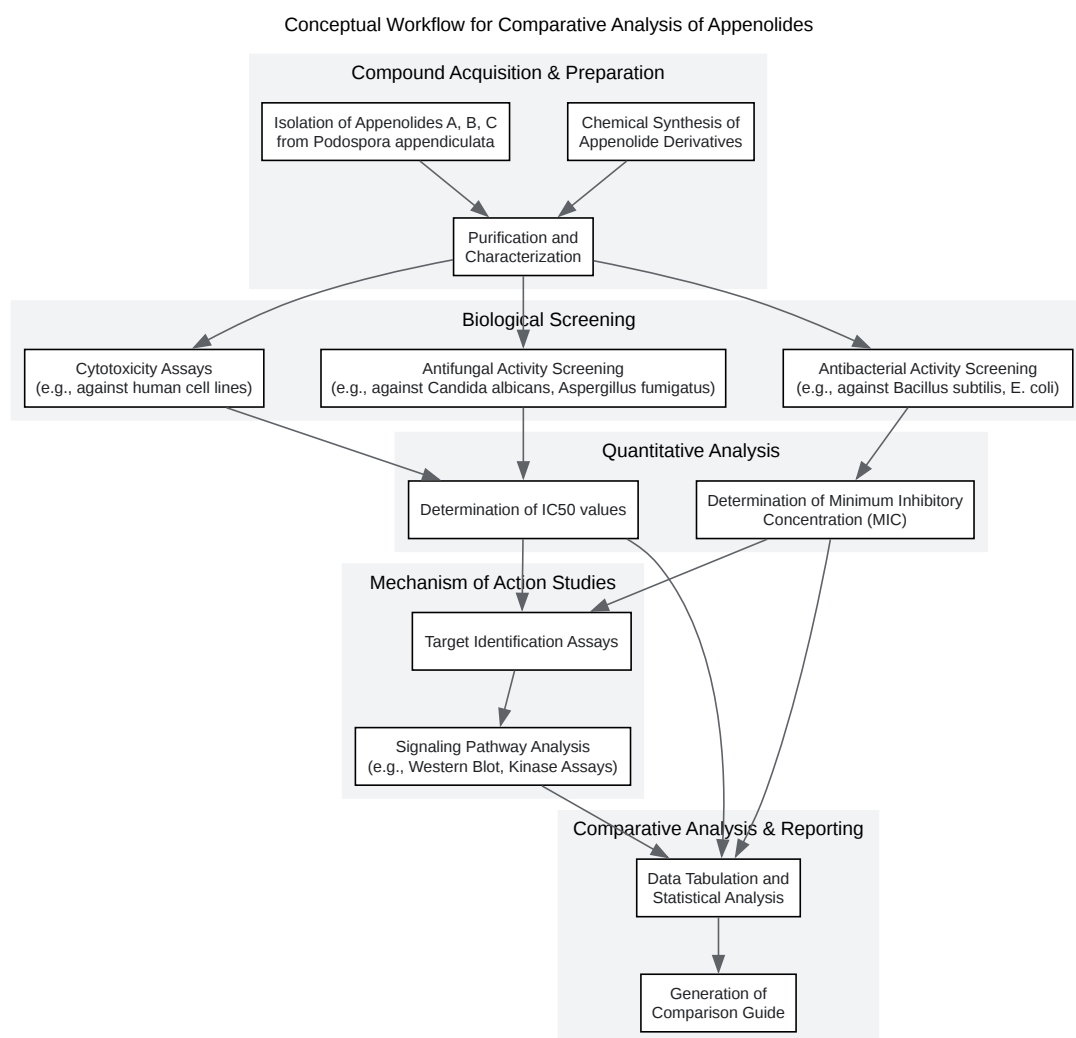 Conceptual Workflow for Comparative Analysis of Appenolides
Compound Acquisition & Preparation
Isolation of Appenolides A, B, C
from Podospora appendiculata
Chemical Synthesis of
Appenolide Derivatives
Purification and
Characterization
Biological Screening
Cytotoxicity Assays
(e.g., against human cell lines)
Antifungal Activity Screening
(e.g., against Candida albicans, Aspergillus fumigatus)
Antibacterial Activity Screening
(e.g., against Bacillus subtilis, E. coli)
Quantitative Analysis
Determination of IC50 values
Determination of Minimum Inhibitory
Concentration (MIC)
Mechanism of Action Studies
Target Identification Assays
Signaling Pathway Analysis
(e.g., Western Blot, Kinase Assays)
Comparative Analysis & Reporting
Data Tabulation and
Statistical Analysis
Generation of
Comparison Guide